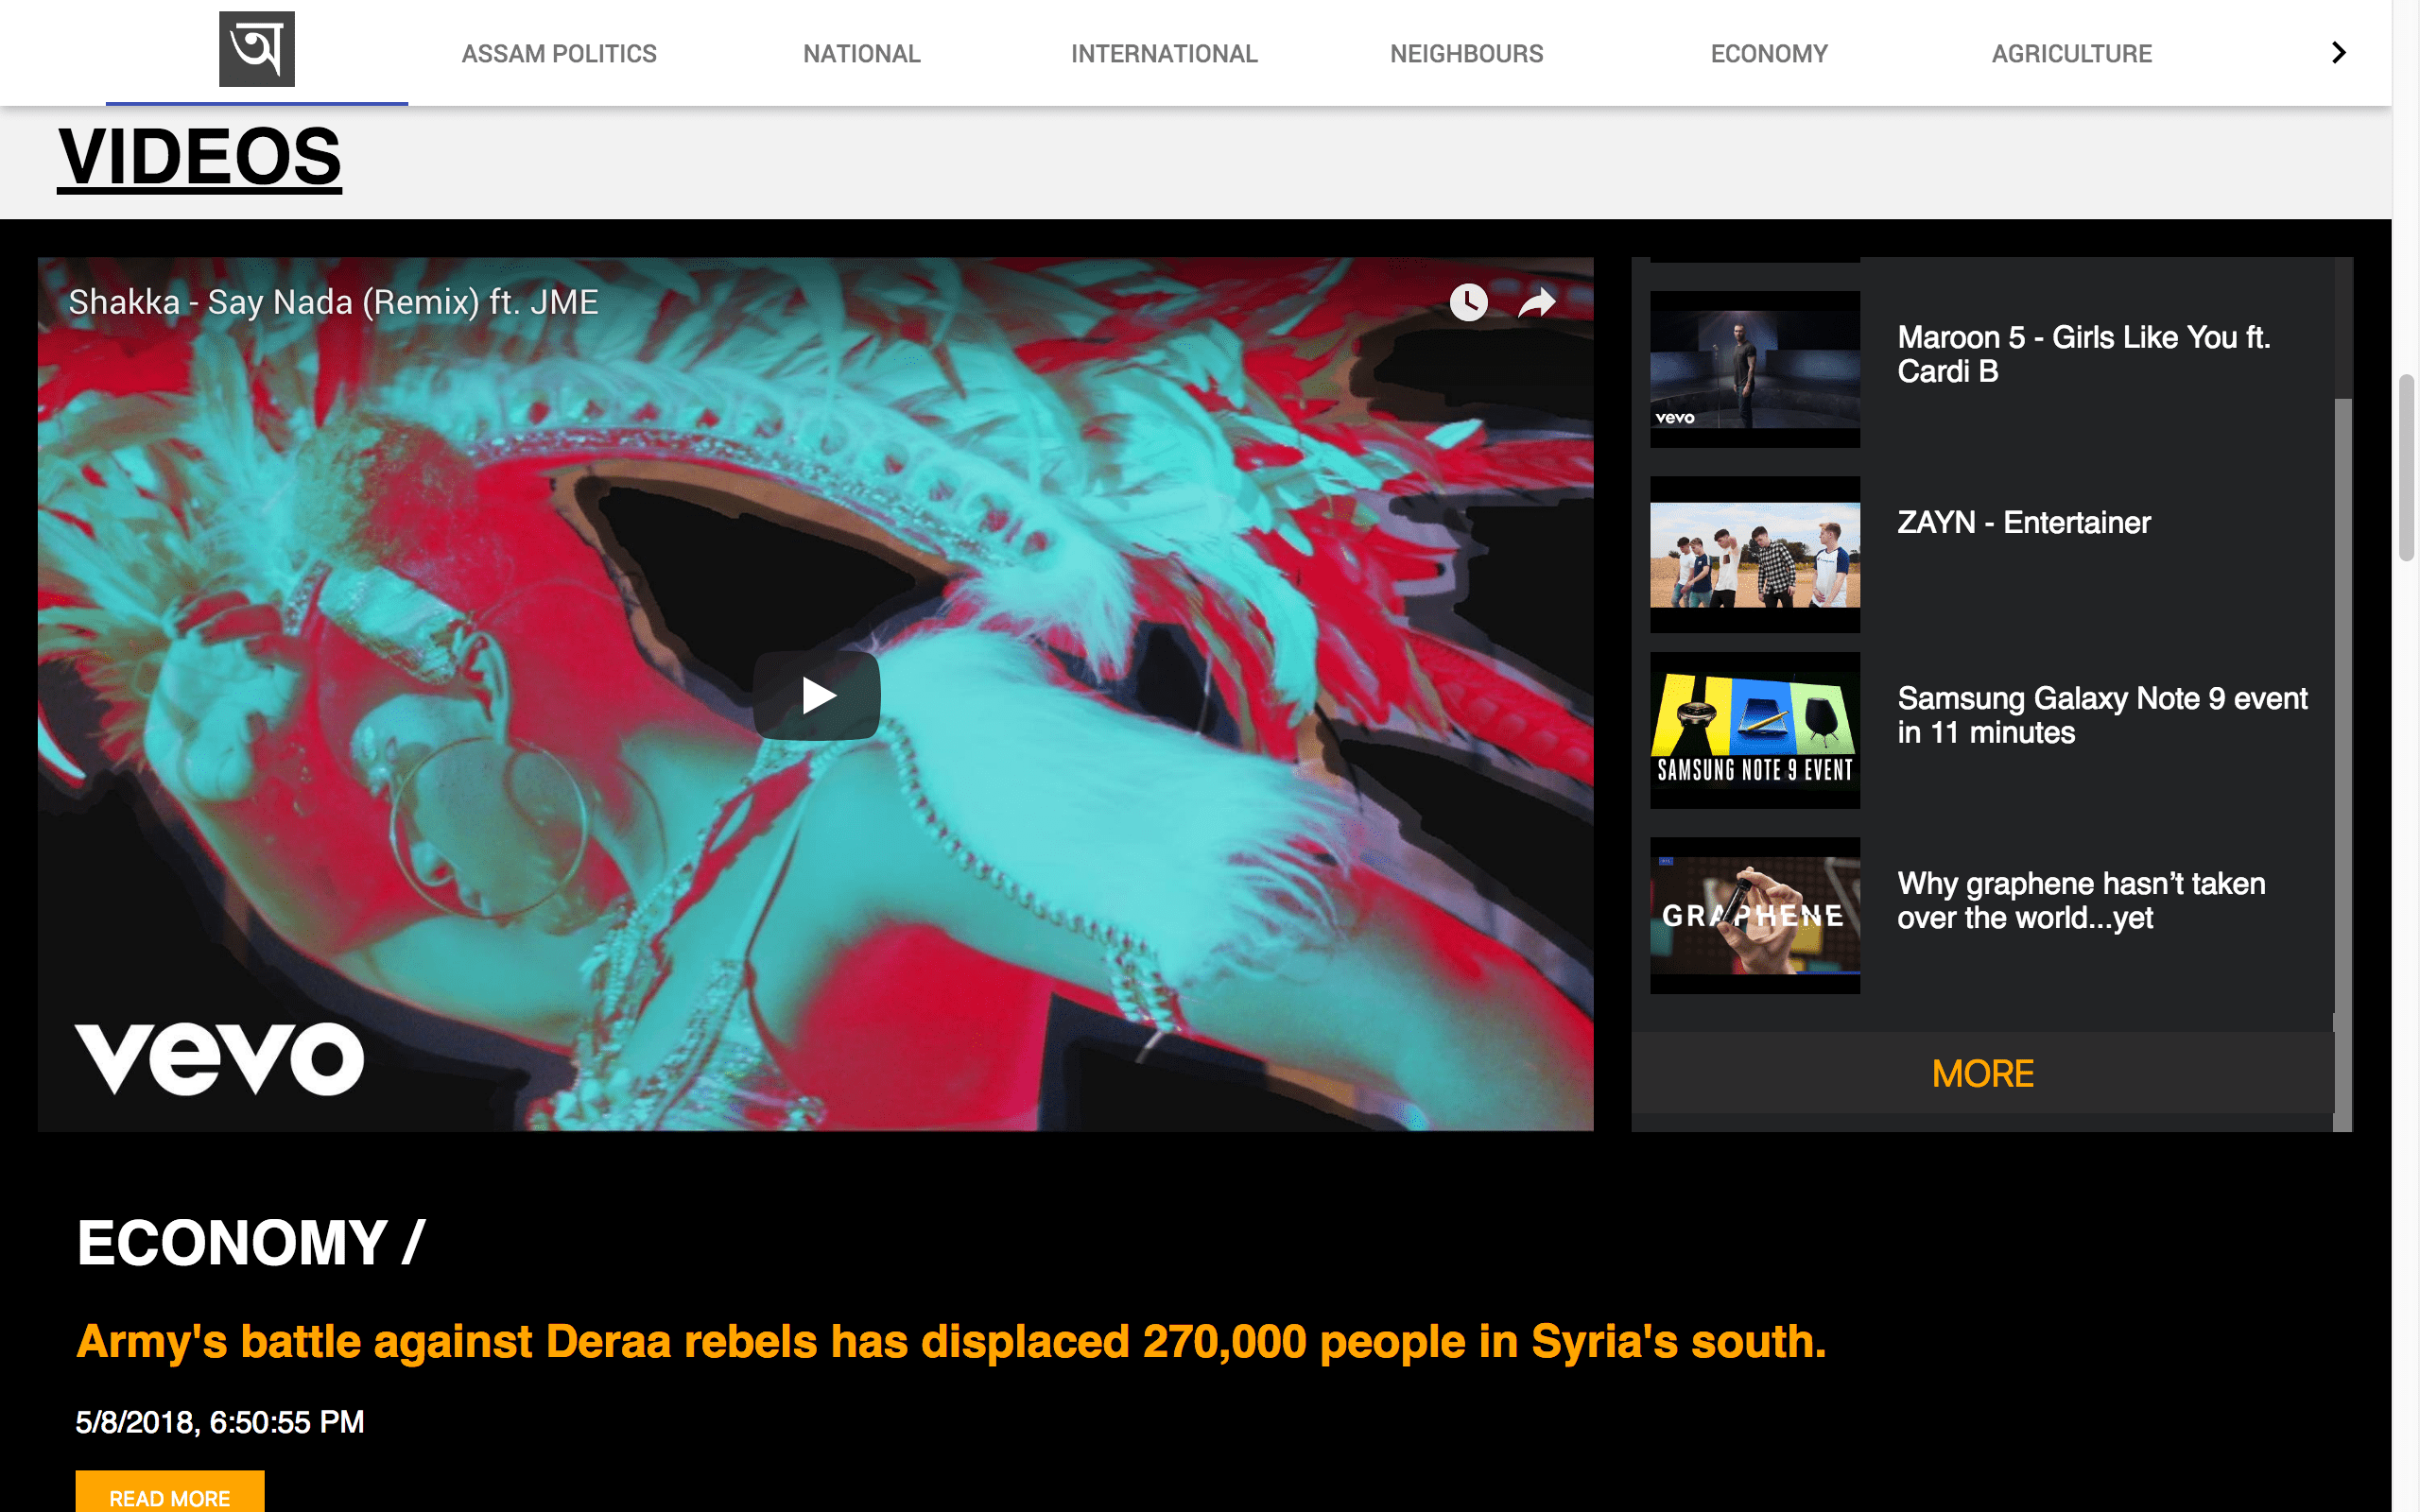 অ
ASSAM POLITICS
NATIONAL
INTERNATIONAL
NEIGHBOURS
ECONOMY
AGRICULTURE
VIDEOS
Shakka - Say Nada (Remix) ft. JME
vevo
vevo
Maroon 5 - Girls Like You ft.
Cardi B
ZAYN - Entertainer
SAMSUNG NOTE 9 EVENT
Samsung Galaxy Note 9 event
in 11 minutes
GRAPHENE
Why graphene hasn’t taken
over the world...yet
MORE
ECONOMY /
Army's battle against Deraa rebels has displaced 270,000 people in Syria's south.
5/8/2018, 6:50:55 PM
READ MORE